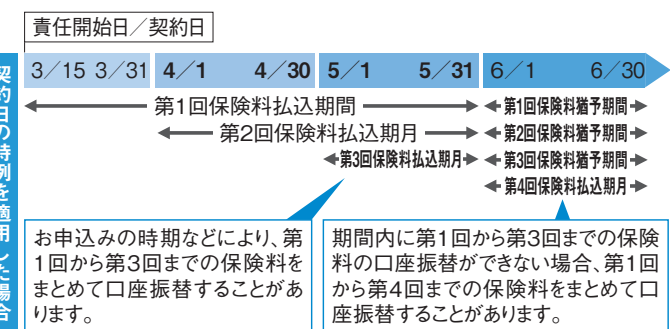 責任開始日／契約日
契約日の特例を適用した場合
3／15 3／31 4／1 4／30 5／1 5／31 6／1 6／30
第1回保険料払込期間 第1回保険料猶予期間
第2回保険料払込期月 第2回保険料猶予期間
第3回保険料払込期月 第3回保険料猶予期間
第4回保険料払込期月
お申込みの時期などにより、第
1回から第3回までの保険料を
まとめて口座振替することがあ
ります。
期間内に第1回から第3回までの保険
料の口座振替ができない場合、第1回
から第4回までの保険料をまとめて口
座振替することがあります。